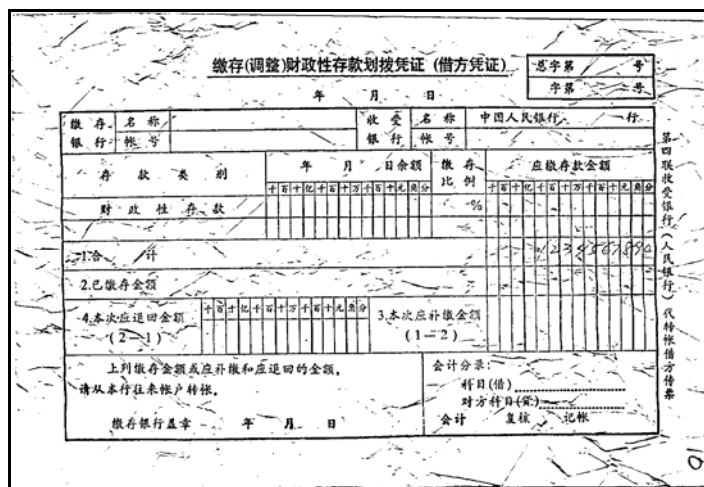 缴存(调整)财政性存款划拨凭证 (借方凭证)
总字第 号
字第 号
年 月 日
缴存银行 名称 帐号
收受银行 名称 帐号 中国人民银行 行
存款类别
年 月 日余额
缴存比例
应缴存款金额
千百十亿千百十万千百十元角分
千百十亿千百十万千百十元角分
财政性存款 %
1.合 计 1234567890
2.已缴存金额
4.本次应退回金额 (2—1)
千百十亿千百十万千百十元角分
3.本次应补缴金额 (1—2)
上列缴存金额或应补缴和应退回的金额,
请从本行往来帐户转帐。
缴存银行盖章 年 月 日
会计分录:
科目(借)
对方科目(贷)
会计 复核 记帐
第四联收受银行(人民银行)代转帐借方传票